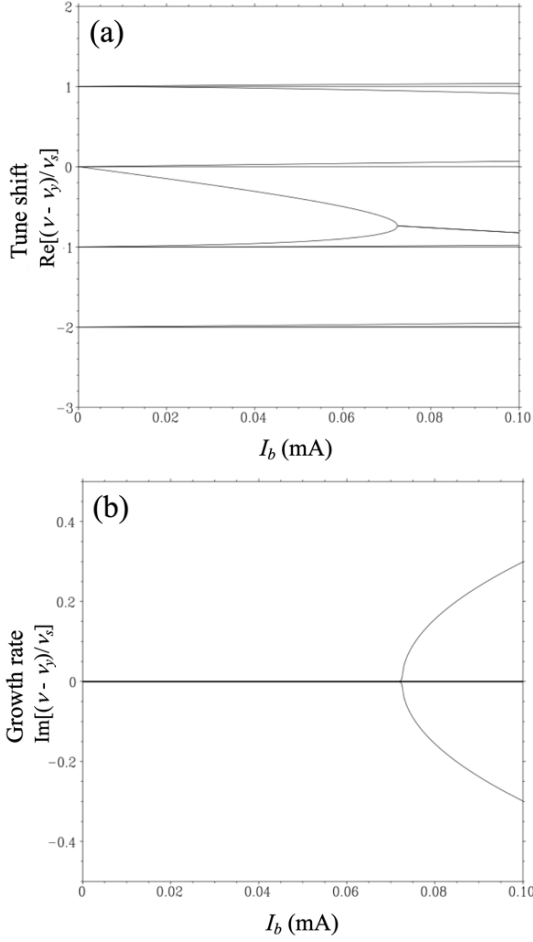 (a)
2
1
0
-1
-2
-3
Tune shift
Re[(ν - νy)/νs]
0 0.02 0.04 0.06 0.08 0.10
Ib (mA)
(b)
0.4
0.2
0
-0.2
-0.4
Growth rate
Im[(ν - νy)/νs]
0 0.02 0.04 0.06 0.08 0.10
Ib (mA)